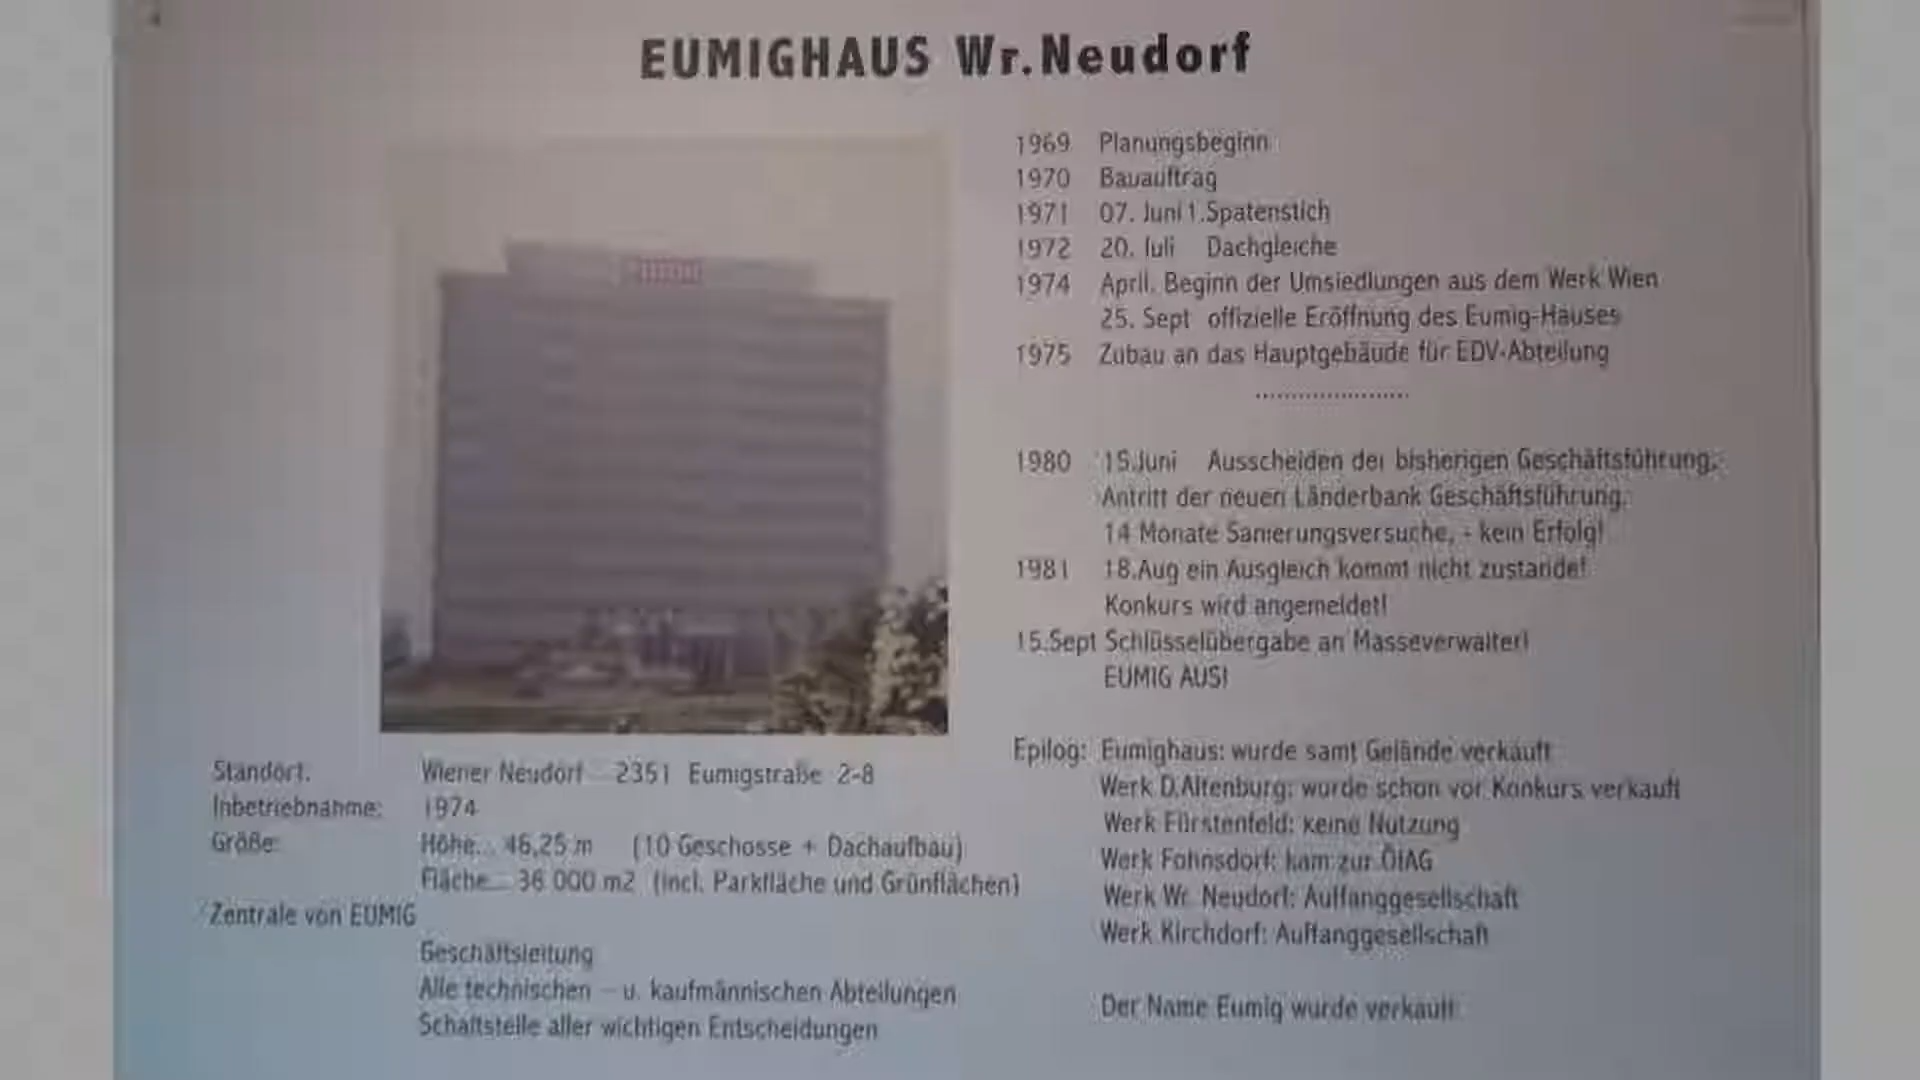 EUMIGHAUS Wr.Neudorf
1969 Planungsbeginn
1970 Bauauftrag
1971 07. Juni 1.Spatenstich
1972 20. Juli Dachgleiche
1974 April. Beginn der Umsiedlungen aus dem Werk Wien
25. Sept offizielle Eröffnung des Eumig-Hauses
1975 Zubau an das Hauptgebäude für EDV-Abteilung
....................
1980 15.Juni Ausscheiden der bisherigen Geschäftsführung,
Antritt der neuen Länderbank Geschäftsführung.
14 Monate Sanierungsversuche, - kein Erfolg!
1981 18.Aug ein Ausgleich kommt nicht zustande!
Konkurs wird angemeldet!
15.Sept Schlüsselübergabe an Masseverwalter!
EUMIG AUS!
Epilog: Eumighaus: wurde samt Gelände verkauft
Werk D.Altenburg: wurde schon vor Konkurs verkauft
Werk Fürstenfeld: keine Nutzung
Werk Fohnsdorf: kam zur ÖIAG
Werk Wr. Neudorf: Auffanggesellschaft
Werk Kirchdorf: Auffanggesellschaft
Der Name Eumig wurde verkauft
Standort: Wiener Neudorf 2351 Eumigstraße 2-8
Inbetriebnahme: 1974
Größe: Höhe... 46,25 m (10 Geschosse + Dachaufbau)
Fläche... 36 000 m2 (incl. Parkfläche und Grünflächen)
Zentrale von EUMIG
Geschäftsleitung
Alle technischen - u. kaufmännischen Abteilungen
Schaltstelle aller wichtigen Entscheidungen